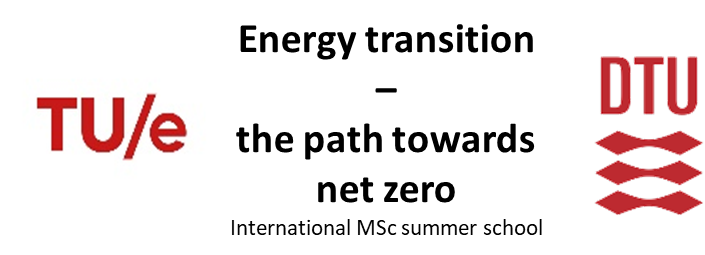 TU/e
Energy transition
–
the path towards
net zero
International MSc summer school
DTU